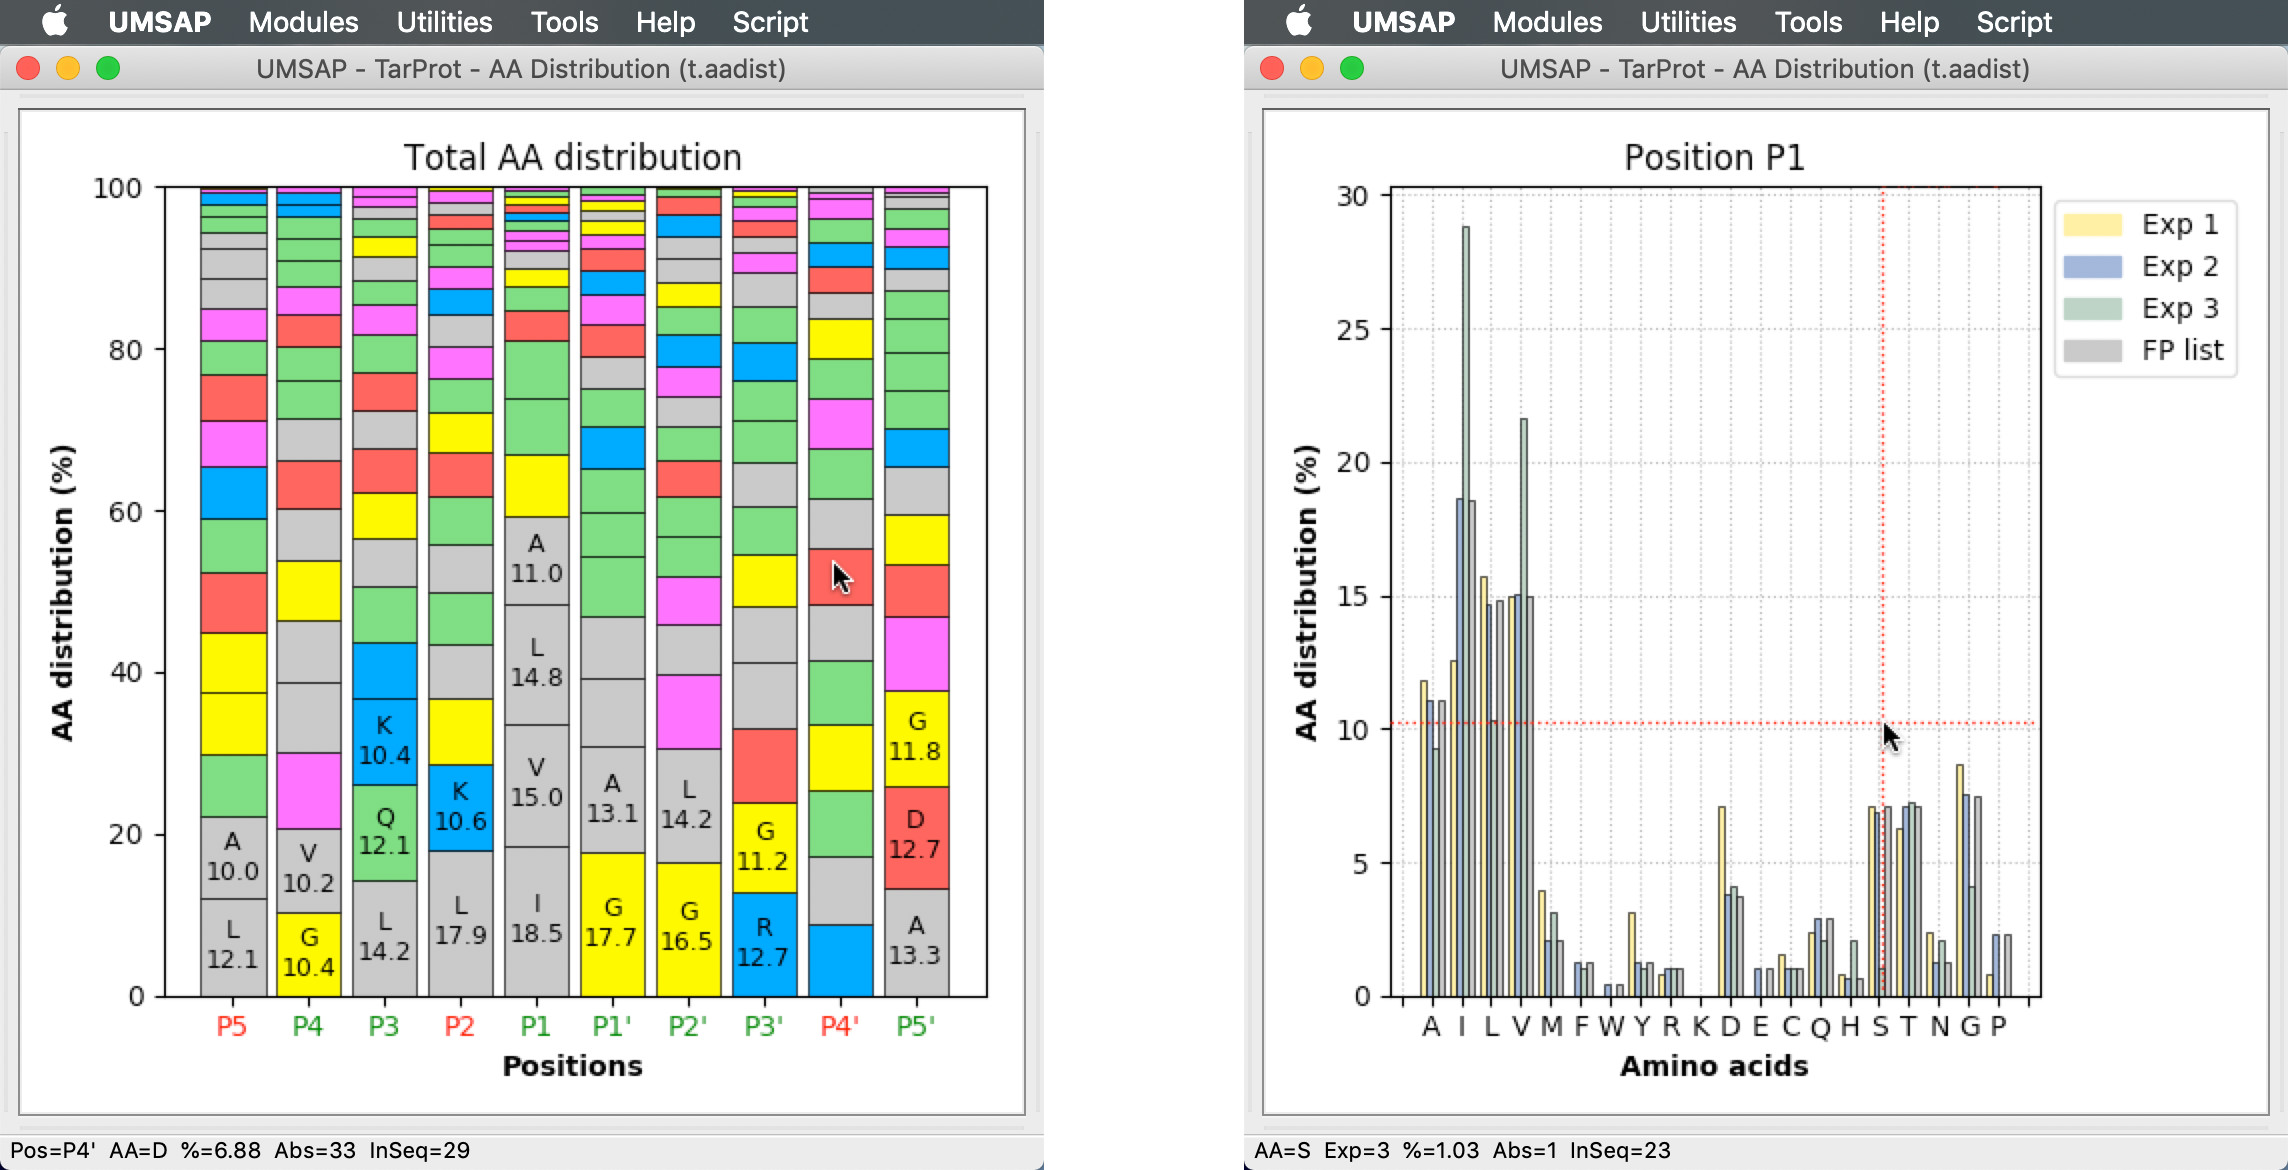 UMSAP Modules Utilities Tools Help Script
UMSAP - TarProt - AA Distribution (t.aadist)
Total AA distribution
100
80
60
40
20
0
AA distribution (%)
A
10.0
L
12.1
V
10.2
G
10.4
K
10.4
Q
12.1
L
14.2
K
10.6
L
17.9
A
11.0
L
14.8
V
15.0
I
18.5
A
13.1
G
17.7
L
14.2
G
16.5
G
11.2
R
12.7
G
11.8
D
12.7
A
13.3
P5 P4 P3 P2 P1 P1' P2' P3' P4' P5'
Positions
Pos=P4' AA=D %=6.88 Abs=33 InSeq=29
UMSAP Modules Utilities Tools Help Script
UMSAP - TarProt - AA Distribution (t.aadist)
Position P1
30
25
20
15
10
5
0
AA distribution (%)
Exp 1
Exp 2
Exp 3
FP list
A I L V M F W Y R K D E C Q H S T N G P
Amino acids
AA=S Exp=3 %=1.03 Abs=1 InSeq=23